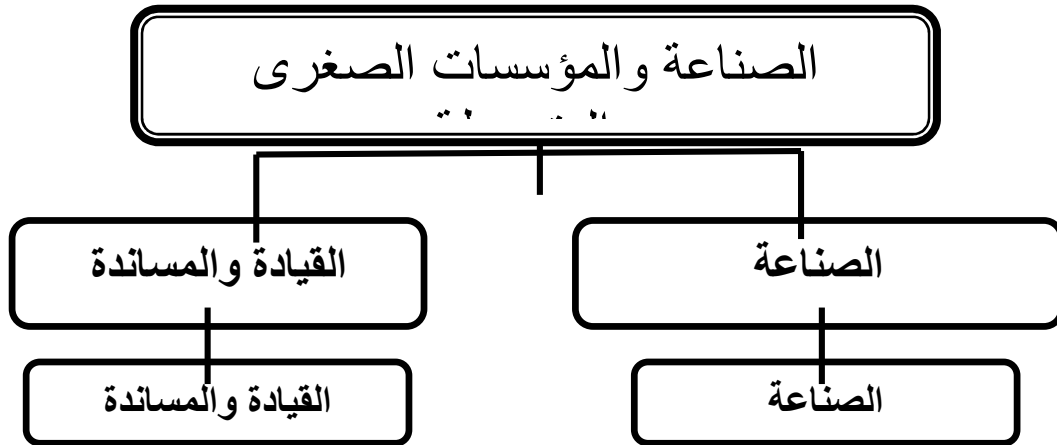 الصناعة والمؤسسات الصغرى
الصناعة
القيادة والمساندة
الصناعة
القيادة والمساندة